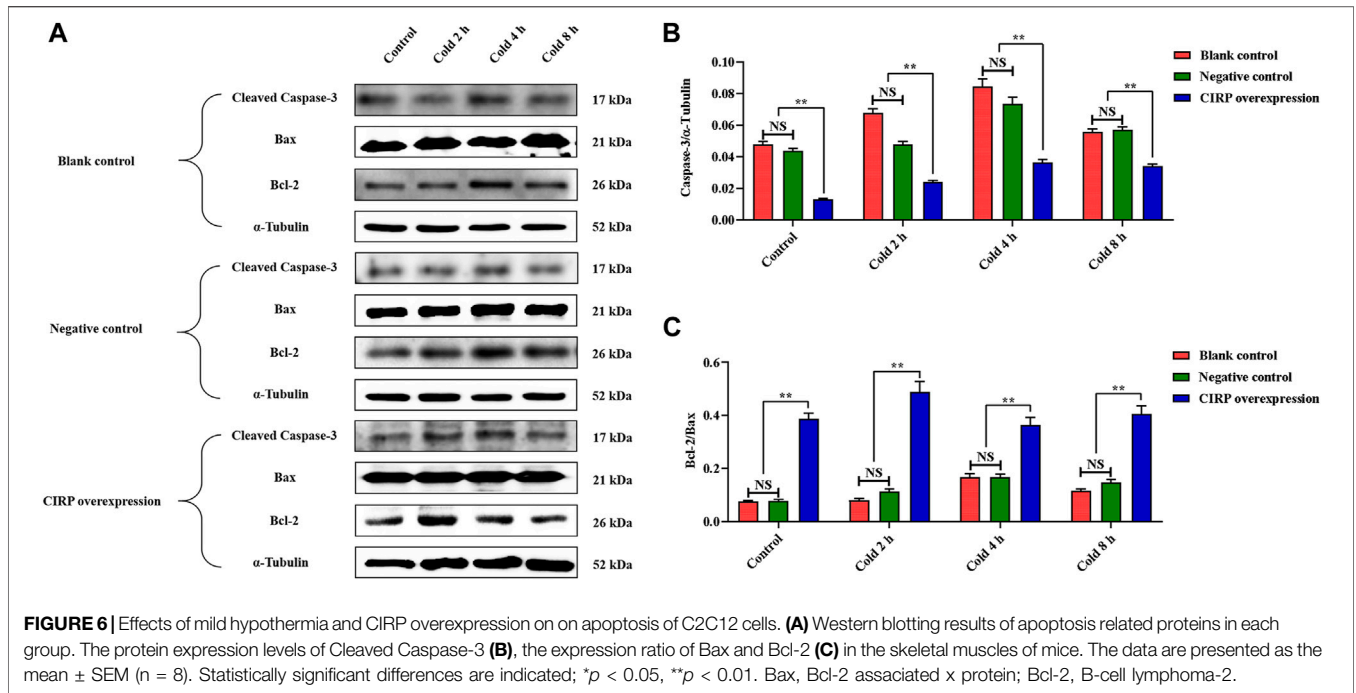 A
Control Cold 2 h Cold 4 h Cold 8 h
Blank control
Cleaved Caspase-3 17 kDa
Bax 21 kDa
Bcl-2 26 kDa
α-Tubulin 52 kDa
Negative control
Cleaved Caspase-3 17 kDa
Bax 21 kDa
Bcl-2 26 kDa
α-Tubulin 52 kDa
CIRP overexpression
Cleaved Caspase-3 17 kDa
Bax 21 kDa
Bcl-2 26 kDa
α-Tubulin 52 kDa
B
Caspase-3/α-Tubulin
0.10
0.08
0.06
0.04
0.02
0.00
NS ** NS ** NS ** NS **
Control Cold 2 h Cold 4 h Cold 8 h
Blank control
Negative control
CIRP overexpression
C
Bcl-2/Bax
0.6
0.4
0.2
0.0
NS ** NS ** NS ** NS **
Control Cold 2 h Cold 4 h Cold 8 h
Blank control
Negative control
CIRP overexpression
FIGURE 6 | Effects of mild hypothermia and CIRP overexpression on on apoptosis of C2C12 cells. (A) Western blotting results of apoptosis related proteins in each
group. The protein expression levels of Cleaved Caspase-3 (B), the expression ratio of Bax and Bcl-2 (C) in the skeletal muscles of mice. The data are presented as the
mean ± SEM (n = 8). Statistically significant differences are indicated; *p < 0.05, **p < 0.01. Bax, Bcl-2 assaciated x protein; Bcl-2, B-cell lymphoma-2.